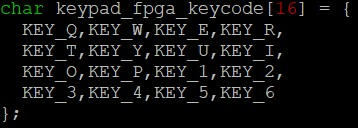 char keypad_fpga_keycode[16] = {
KEY_Q,KEY_W,KEY_E,KEY_R,
KEY_T,KEY_Y,KEY_U,KEY_I,
KEY_O,KEY_P,KEY_1,KEY_2,
KEY_3,KEY_4,KEY_5,KEY_6
};